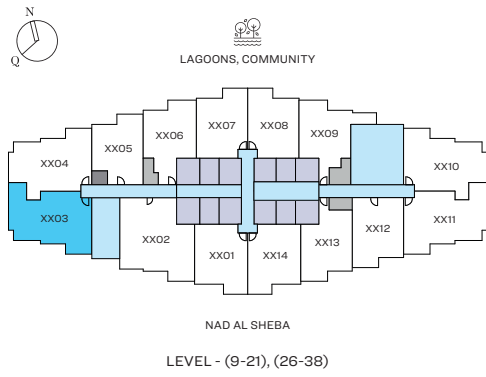 N
Q
LAGOONS, COMMUNITY
XX07 XX08
XX06 XX09
XX05
XX04 XX10
XX03 XX11
XX02 XX12
XX13
XX01 XX14
NAD AL SHEBA
LEVEL - (9-21), (26-38)